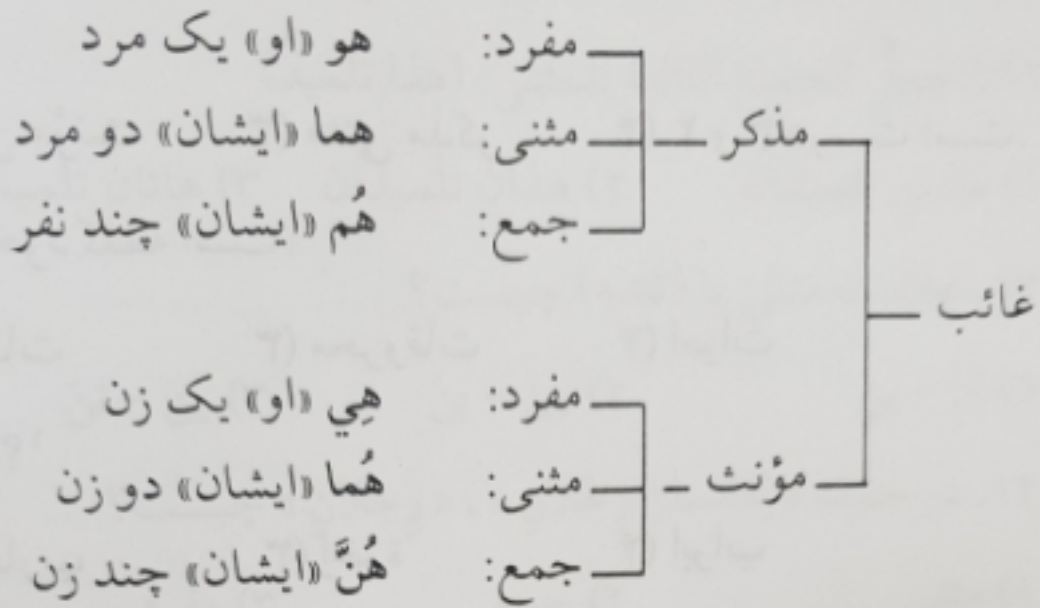 مفرد: هو «او» یک مرد
مذکر مثنی: هما «ایشان» دو مرد
جمع: هُم «ایشان» چند نفر
غائب
مفرد: هِي «او» یک زن
مؤنث مثنی: هُما «ایشان» دو زن
جمع: هُنَّ «ایشان» چند زن